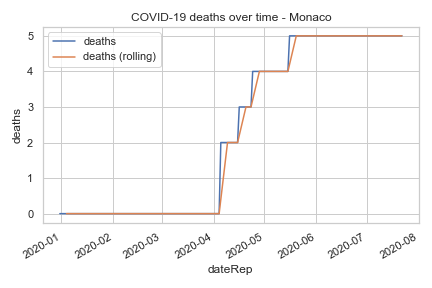 COVID-19 deaths over time - Monaco
deaths
deaths (rolling)
deaths
5
4
3
2
1
0
2020-01
2020-02
2020-03
2020-04
2020-05
2020-06
2020-07
2020-08
dateRep